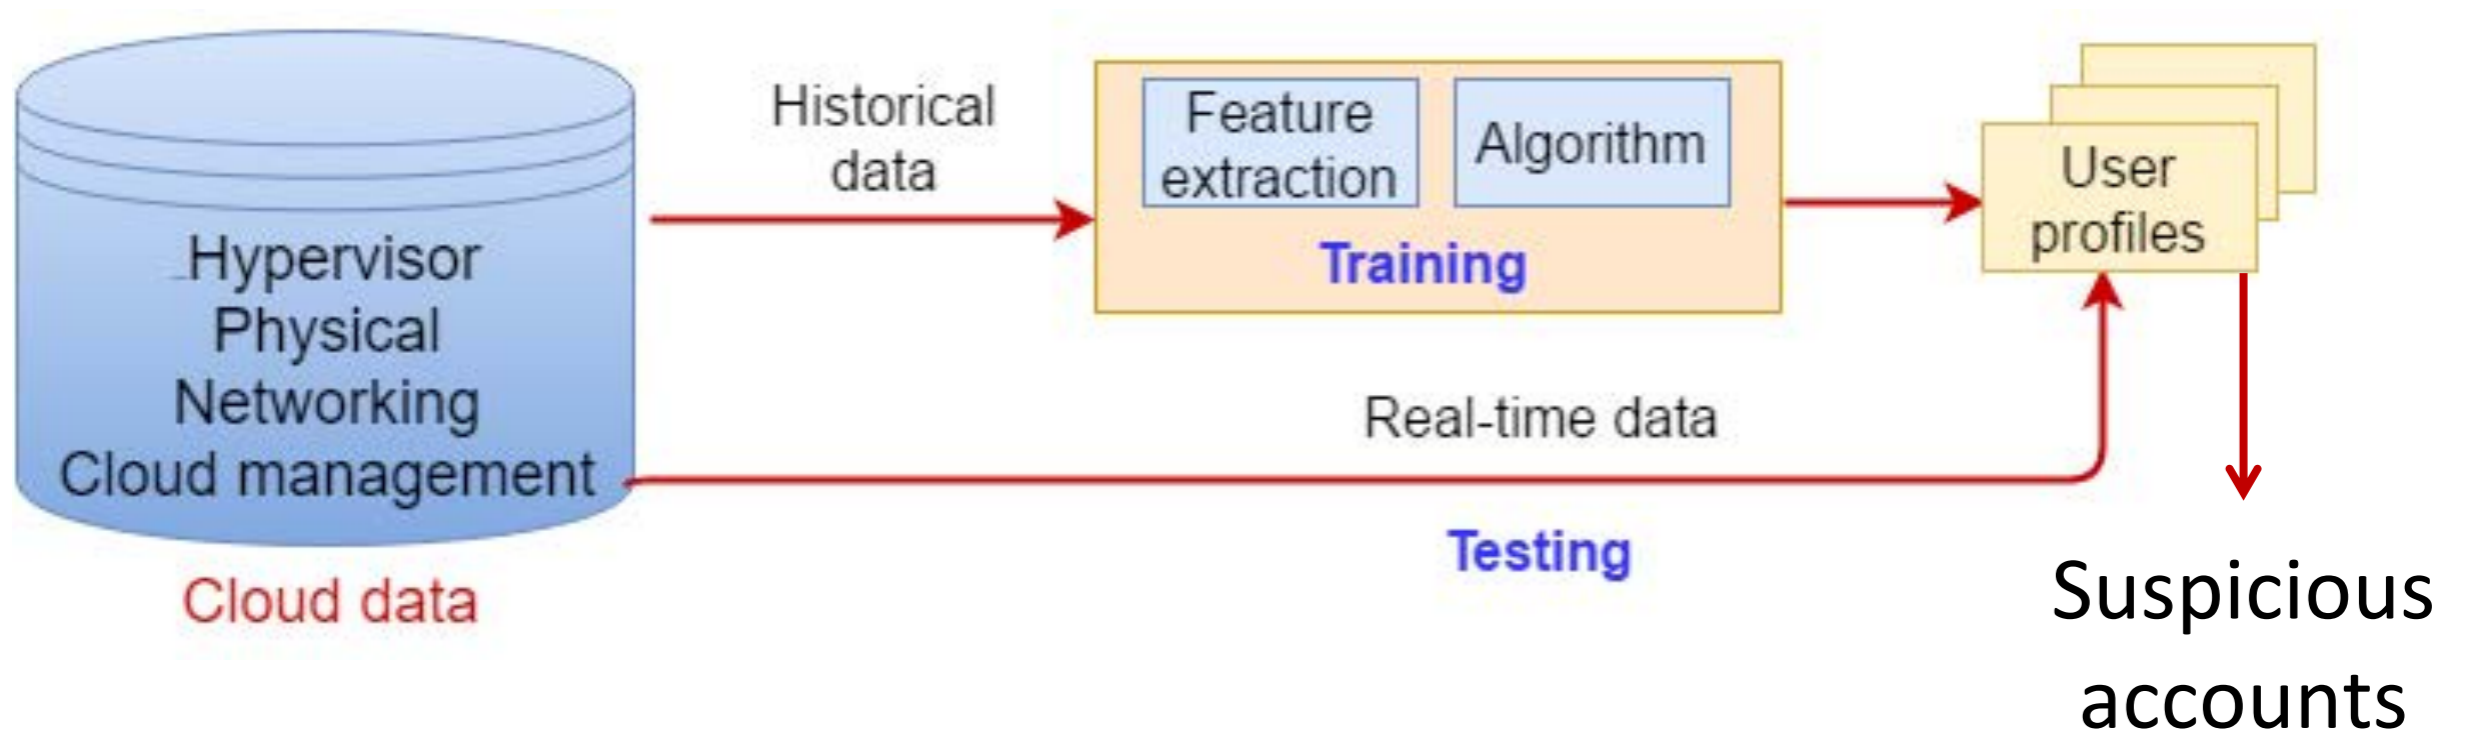 Hypervisor
Physical
Networking
Cloud management
Cloud data
Historical
data
Feature
extraction
Algorithm
Training
User
profiles
Real-time data
Testing
Suspicious
accounts